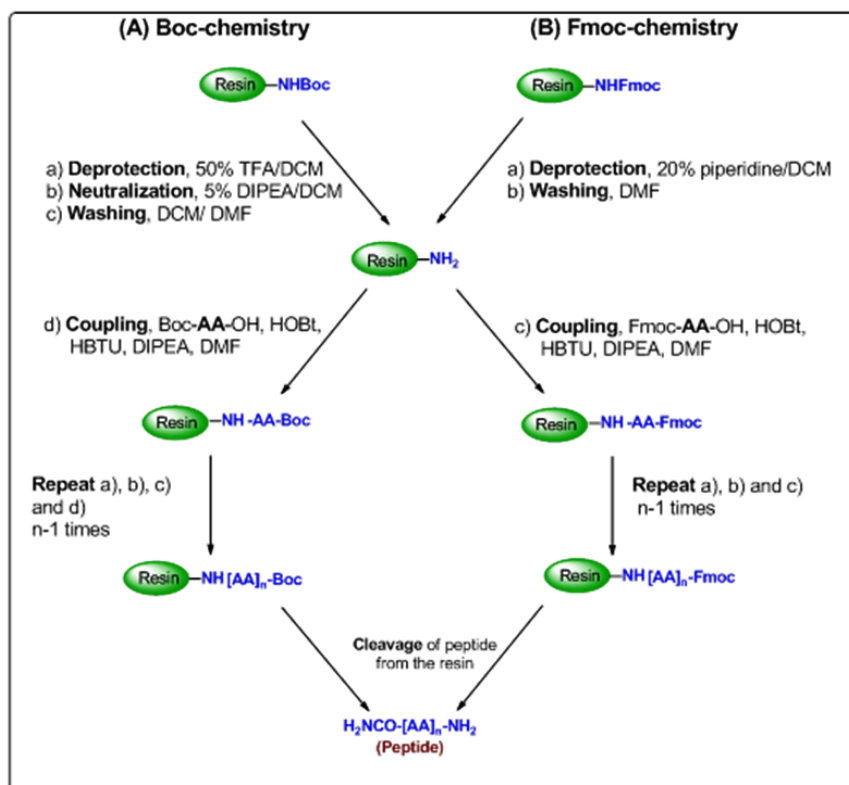 (A) Boc-chemistry
(B) Fmoc-chemistry
Resin–NHBoc
Resin–NHFmoc
a) Deprotection, 50% TFA/DCM
b) Neutralization, 5% DIPEA/DCM
c) Washing, DCM/ DMF
a) Deprotection, 20% piperidine/DCM
b) Washing, DMF
Resin–NH₂
d) Coupling, Boc-AA-OH, HOBt,
HBTU, DIPEA, DMF
c) Coupling, Fmoc-AA-OH, HOBt,
HBTU, DIPEA, DMF
Resin–NH-AA-Boc
Resin–NH-AA-Fmoc
Repeat a), b), c)
and d)
n-1 times
Repeat a), b) and c)
n-1 times
Resin–NH[AA]ₙ-Boc
Resin–NH[AA]ₙ-Fmoc
Cleavage of peptide
from the resin
H₂NCO-[AA]ₙ-NH₂
(Peptide)